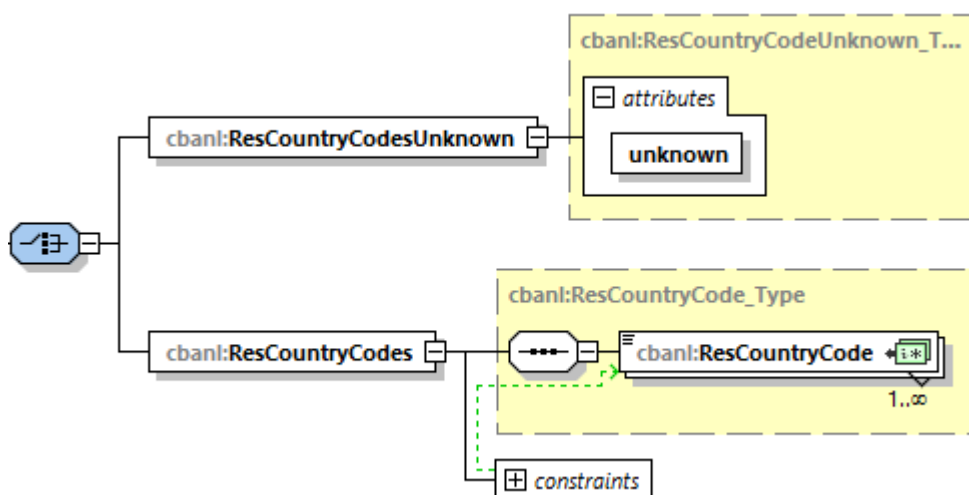 cbanl:ResCountryCodeUnknown_T...
attributes
cbanl:ResCountryCodesUnknown
unknown
cbanl:ResCountryCode_Type
cbanl:ResCountryCodes
cbanl:ResCountryCode
i*
1..∞
constraints